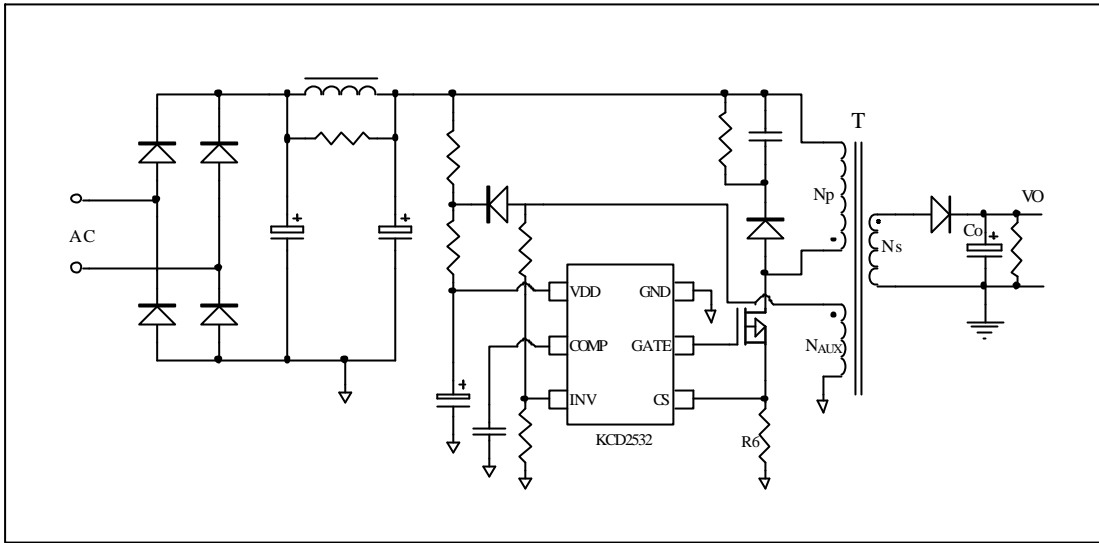 T
+
+
Np
VO
AC
Co
+
Ns
VDD
GND
COMP
GATE
NAUX
+
INV
CS
KCD2532
R6